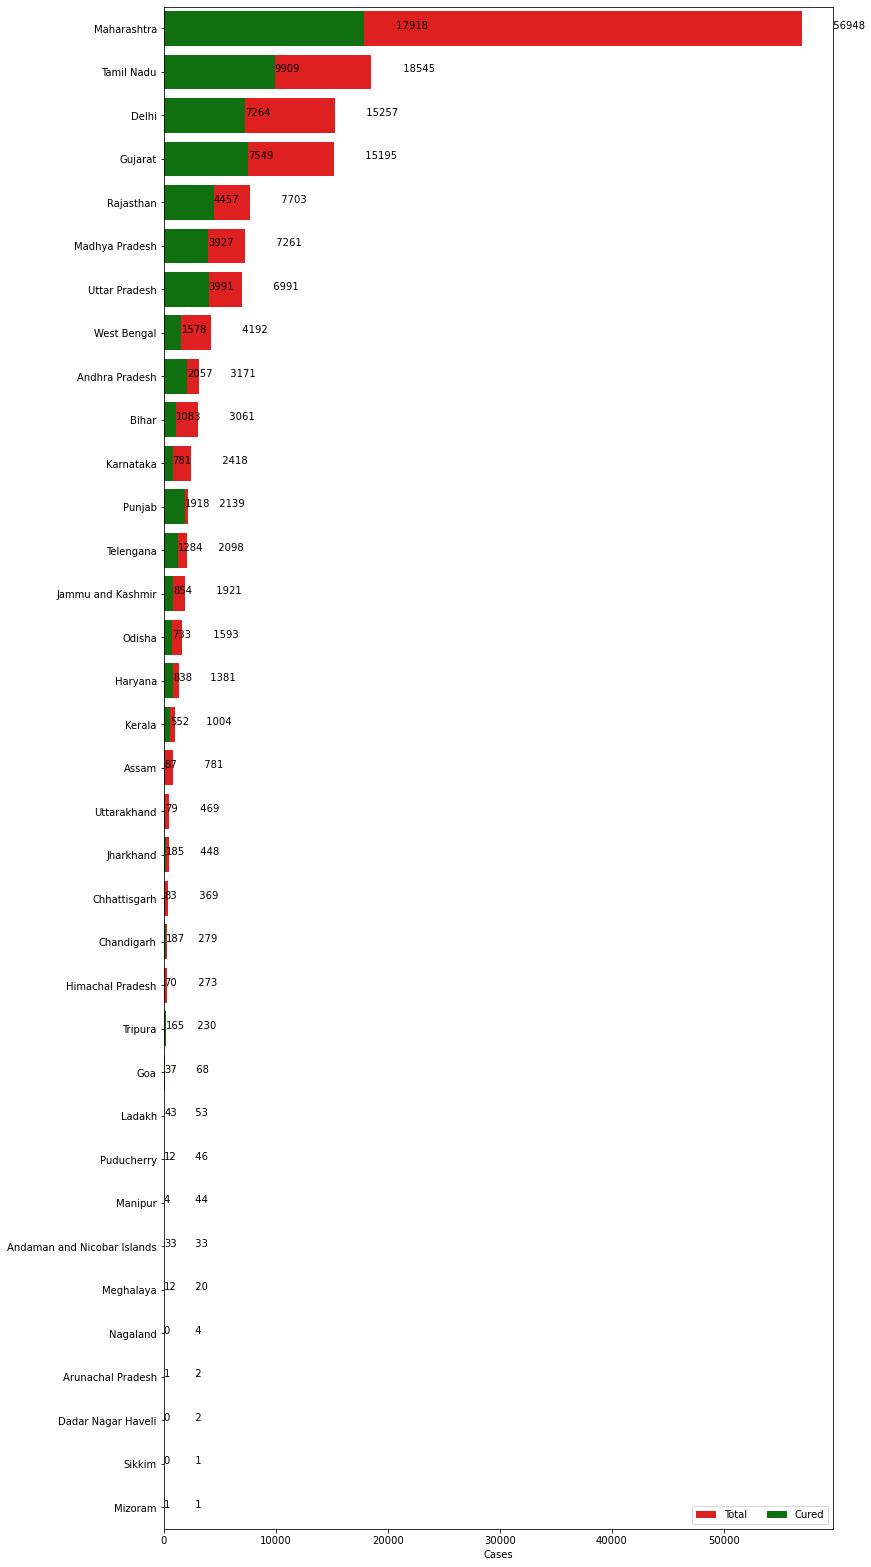 Maharashtra 17918 56948
Tamil Nadu 9909 18545
Delhi 7264 15257
Gujarat 7549 15195
Rajasthan 4457 7703
Madhya Pradesh 3927 7261
Uttar Pradesh 3991 6991
West Bengal 1578 4192
Andhra Pradesh 2057 3171
Bihar 1083 3061
Karnataka 781 2418
Punjab 1918 2139
Telengana 1284 2098
Jammu and Kashmir 854 1921
Odisha 733 1593
Haryana 838 1381
Kerala 552 1004
Assam 87 781
Uttarakhand 79 469
Jharkhand 185 448
Chhattisgarh 83 369
Chandigarh 187 279
Himachal Pradesh 70 273
Tripura 165 230
Goa 37 68
Ladakh 43 53
Puducherry 12 46
Manipur 4 44
Andaman and Nicobar Islands 33 33
Meghalaya 12 20
Nagaland 0 4
Arunachal Pradesh 1 2
Dadar Nagar Haveli 0 2
Sikkim 0 1
Mizoram 1 1
Total Cured
0 10000 20000 30000 40000 50000
Cases